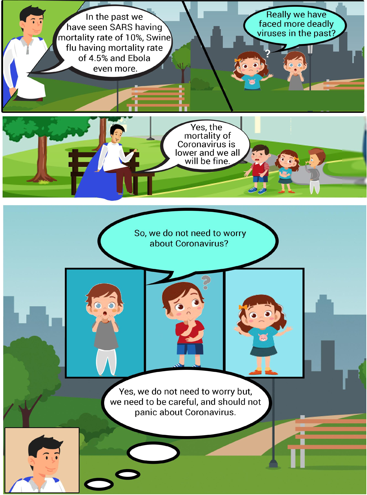 In the past we
have seen SARS having
mortality rate of 10%, Swine
flu having mortality rate
of 4.5% and Ebola
even more.
Really we have
faced more deadly
viruses in the past?
?
Yes, the
mortality of
Coronavirus is
lower and we all
will be fine.
So, we do not need to worry
about Coronavirus?
?
Yes, we do not need to worry but,
we need to be careful, and should not
panic about Coronavirus.